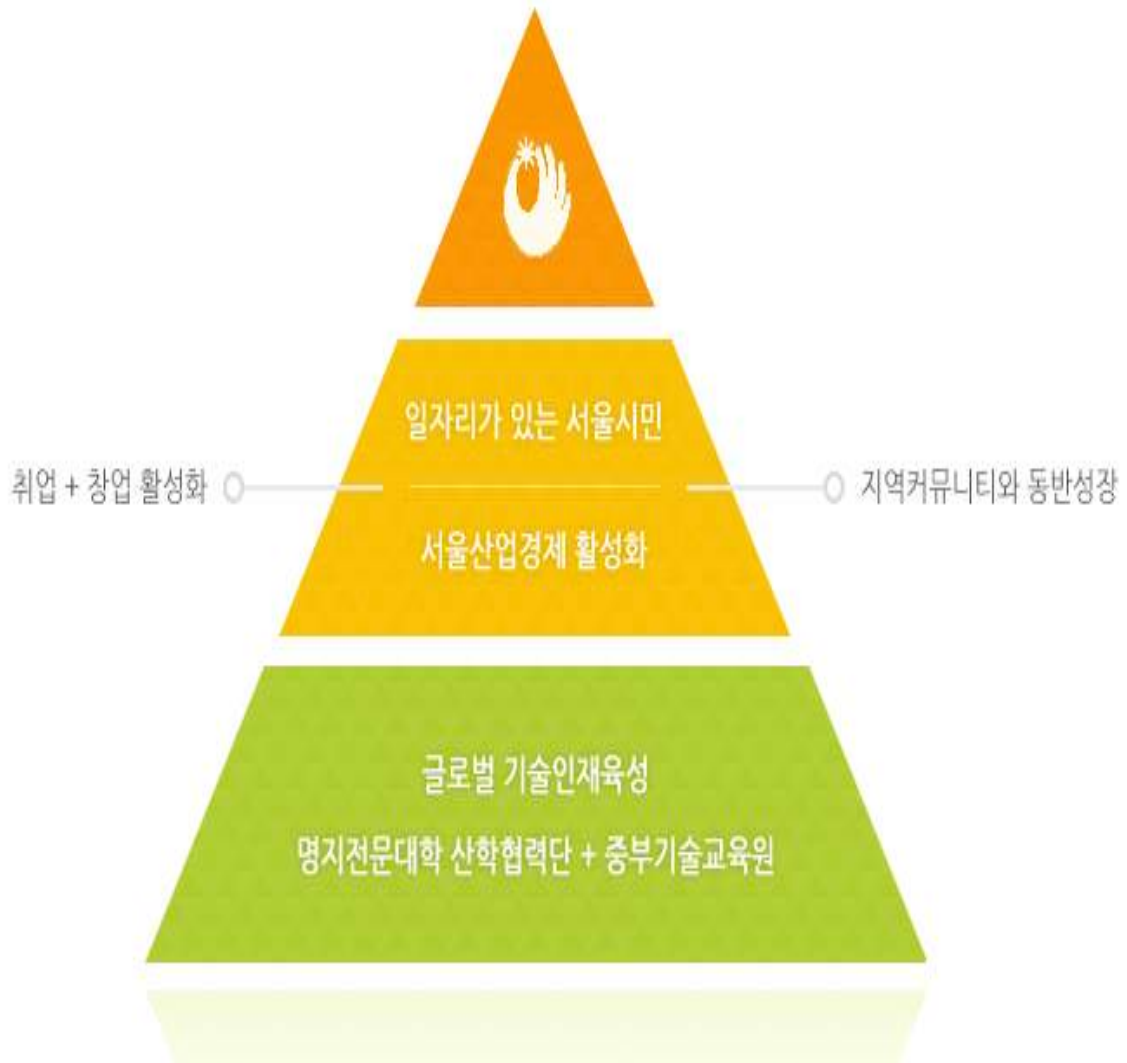 일자리가 있는 서울시민
취업 + 창업 활성화
지역커뮤니티와 동반성장
서울산업경제 활성화
글로벌 기술인재육성
명지전문대학 산학협력단 + 중부기술교육원